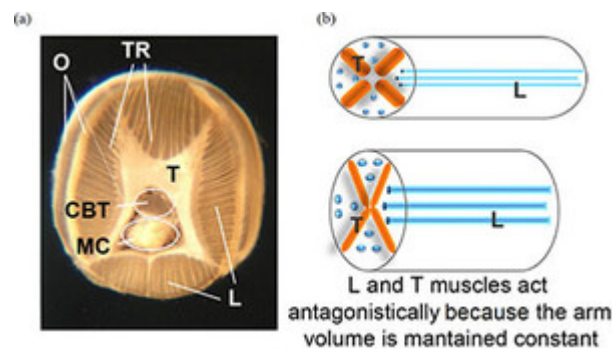 (a)
(b)
TR
O
T
CBT
MC
L
T
L
T
L
L and T muscles act
antagonistically because the arm
volume is mantained constant